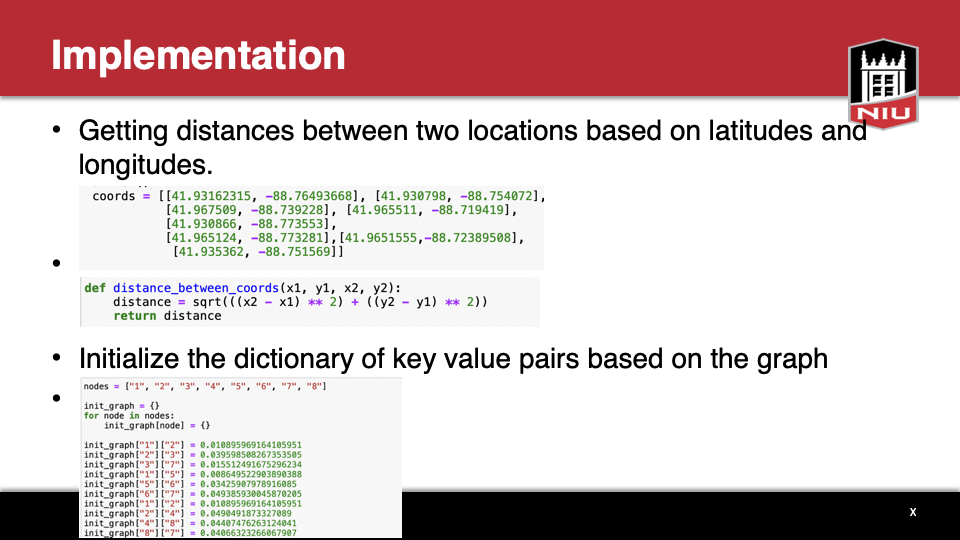 Implementation
NIU
• Getting distances between two locations based on latitudes and
longitudes.
coords = [[41.93162315, -88.76493668], [41.930798, -88.754072],
[41.967509, -88.739228], [41.965511, -88.719419],
[41.930866, -88.773553],
[41.965124, -88.773281],[41.9651555,-88.72389508],
[41.935362, -88.751569]]
•
def distance_between_coords(x1, y1, x2, y2):
distance = sqrt(((x2 - x1) ** 2) + ((y2 - y1) ** 2))
return distance
• Initialize the dictionary of key value pairs based on the graph
•
nodes = ["1", "2", "3", "4", "5", "6", "7", "8"]
init_graph = {}
for node in nodes:
init_graph[node] = {}
init_graph["1"]["2"] = 0.010895969164105951
init_graph["2"]["3"] = 0.039598508267353505
init_graph["3"]["7"] = 0.015512491675296234
init_graph["1"]["5"] = 0.008649522903890388
init_graph["5"]["6"] = 0.03425907978916085
init_graph["6"]["7"] = 0.049385930045870205
init_graph["1"]["2"] = 0.010895969164105951
init_graph["2"]["4"] = 0.0490491873327089
init_graph["4"]["8"] = 0.04407476263124041
init_graph["8"]["7"] = 0.04066323266067907
x